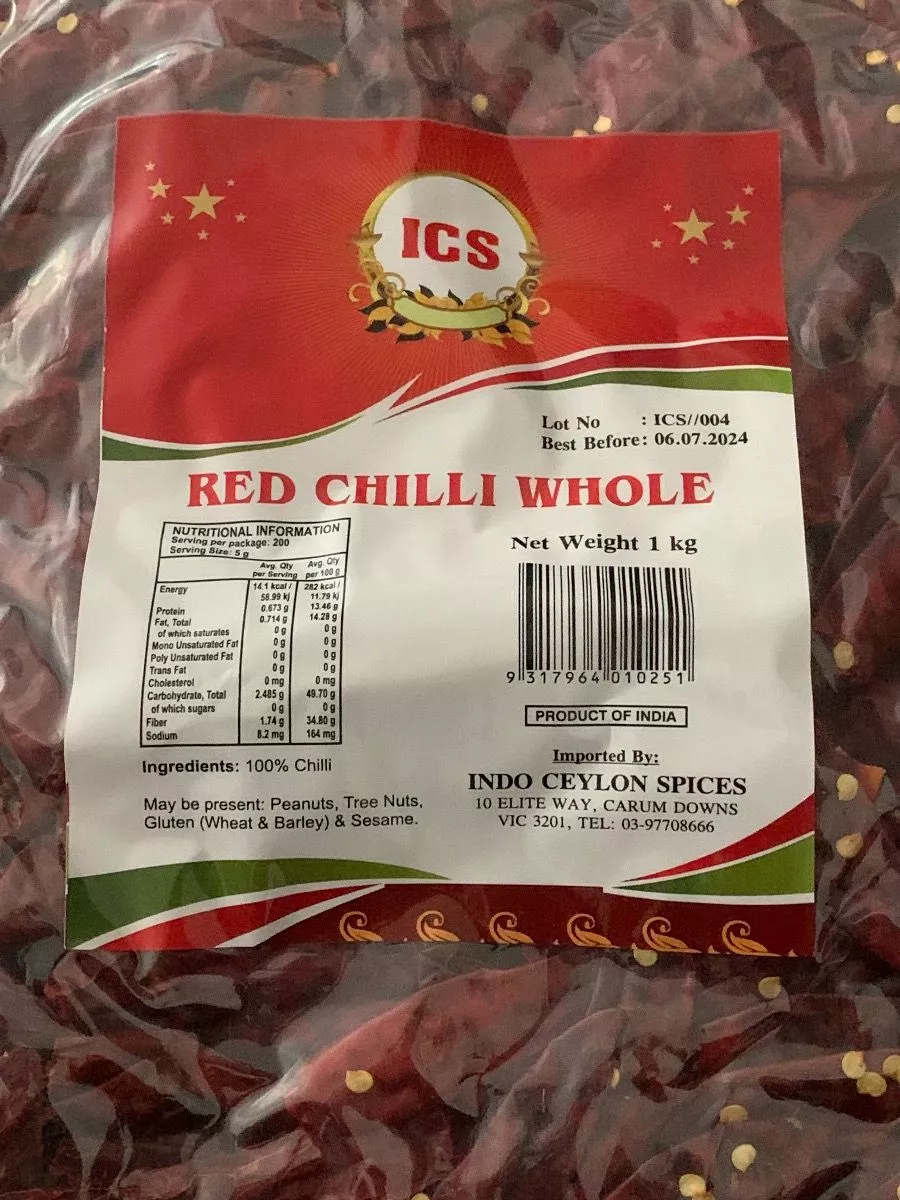 ICS
Lot No : ICS//004
Best Before: 06.07.2024
RED CHILLI WHOLE
NUTRITIONAL INFORMATION
Serving per package: 200
Serving Size: 5 g
Avg. Qty per Serving Avg. Qty per 100 g
Energy 14.1 kcal / 282 kcal /
58.99 kj 11.79 kj
Protein 0.673 g 13.46 g
Fat, Total 0.714 g 14.28 g
of which saturates 0 g 0 g
Mono Unsaturated Fat 0 g 0 g
Poly Unsaturated Fat 0 g 0 g
Trans Fat 0 g 0 g
Cholesterol 0 mg 0 mg
Carbohydrate, Total 2.485 g 49.70 g
of which sugars 0 g 0 g
Fiber 1.74 g 34.80 g
Sodium 8.2 mg 164 mg
Ingredients: 100% Chilli
May be present: Peanuts, Tree Nuts,
Gluten (Wheat & Barley) & Sesame.
Net Weight 1 kg
9 317964 010251
PRODUCT OF INDIA
Imported By:
INDO CEYLON SPICES
10 ELITE WAY, CARUM DOWNS
VIC 3201, TEL: 03-97708666